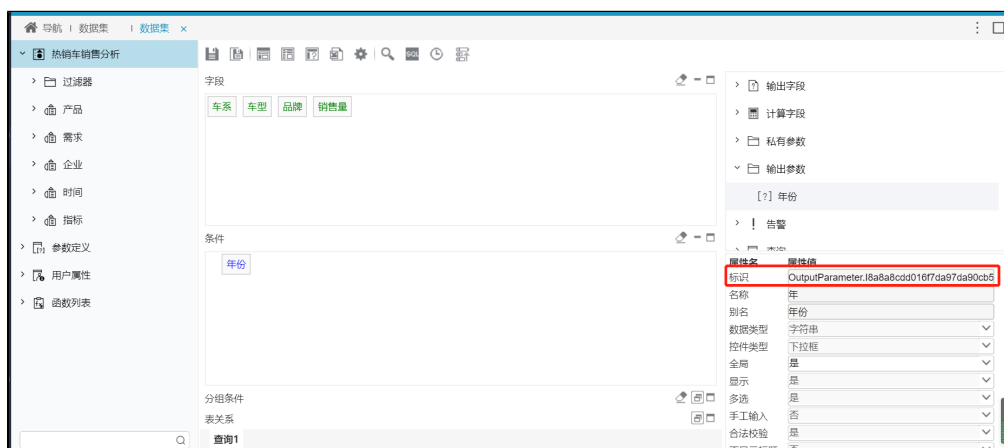 导航 | 数据集 | 数据集 ×
热销车销售分析
过滤器
产品
需求
企业
时间
指标
参数定义
用户属性
函数列表
SQL
字段
车系 车型 品牌 销售量
条件
年份
分组条件
表关系
查询1
输出字段
计算字段
私有参数
输出参数
[?] 年份
告警
查询
属性名 属性值
标识 OutputParameter.I8a8a8cdd016f7da97da90cb5
名称 年
别名 年份
数据类型 字符串
控件类型 下拉框
全局 是
显示 是
多选 是
手工输入 否
合法校验 是